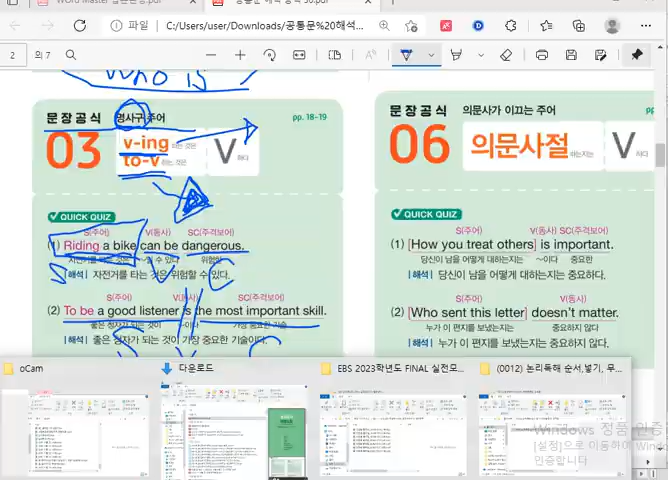 파일
C:/Users/user/Downloads/공통문%20해석...
2 의 7
who is
문장공식 명사구 주어 pp. 18-19
03 v-ing 하는 것은
to-v 하는, 것은
V 하다
QUICK QUIZ
S(주어) V(동사) SC(주격보어)
(1) Riding a bike can be dangerous.
자전거를 타는 것은 ~할 수 있다 위험한
해석 자전거를 타는 것은 위험할 수 있다.
S V C
S(주어) V(동사) SC(주격보어)
(2) To be a good listener is the most important skill.
좋은 청자가 되는 것이 ~이다 가장 중요한 기술
해석 좋은 청자가 되는 것이 가장 중요한 기술이다.
S V C
문장공식 의문사가 이끄는 주어 pp
06 의문사절 하는지는 V 하다
QUICK QUIZ
S(주어) V(동사) SC(주격보어)
(1) [How you treat others] is important.
당신이 남을 어떻게 대하는지는 ~이다 중요한
해석 당신이 남을 어떻게 대하는지는 중요하다.
S(주어) V(동사)
(2) [Who sent this letter] doesn't matter.
누가 이 편지를 보냈는지는 중요하지 않다
해석 누가 이 편지를 보냈는지는 중요하지 않다.
oCam
다운로드
EBS 2023학년도 FINAL 실전모...
(0012) 논리독해 순서,넣기, 무...
Windows 정품 인증
[설정]으로 이동하여 Windo
인증합니다